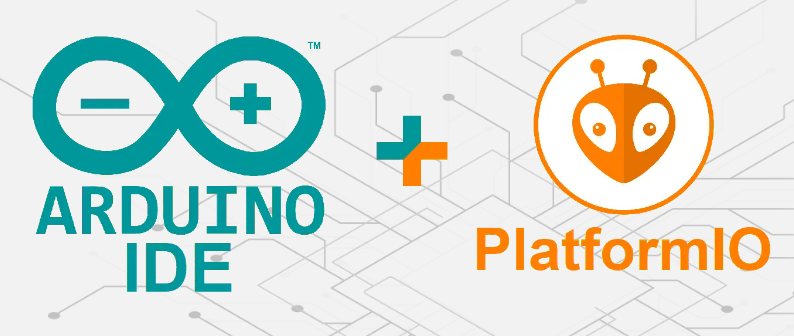 TM
ARDUINO
IDE
PlatformIO